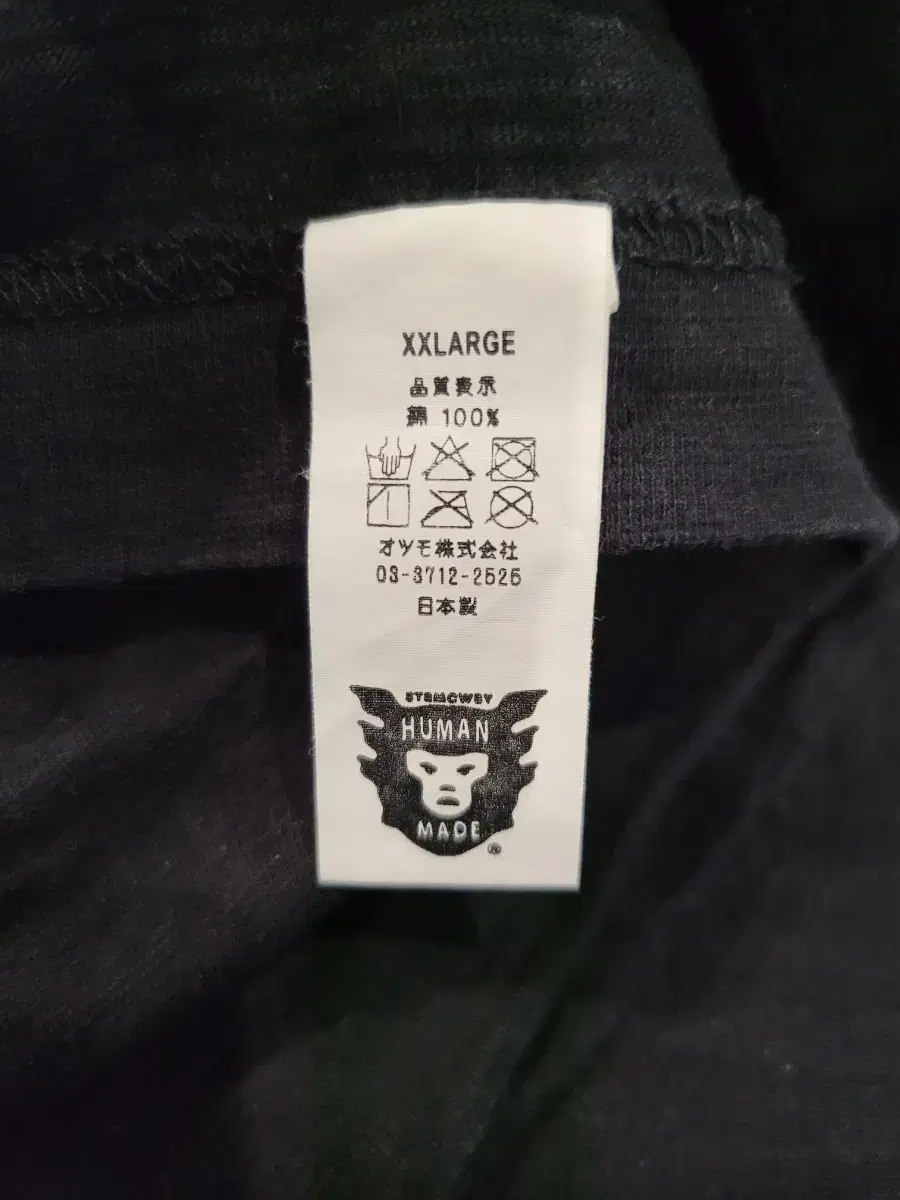 XXLARGE
品質表示
綿 100%
オツモ株式会社
03-3712-2525
日本製
STRMCWBY
HUMAN
MADE
®